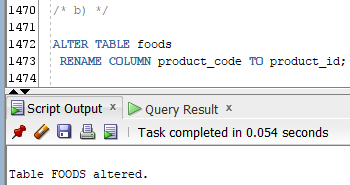 1470 /* b) */
1471
1472 ALTER TABLE foods
1473 RENAME COLUMN product_code TO product_id;
1474
Script Output x Query Result x
Task completed in 0.054 seconds
Table FOODS altered.